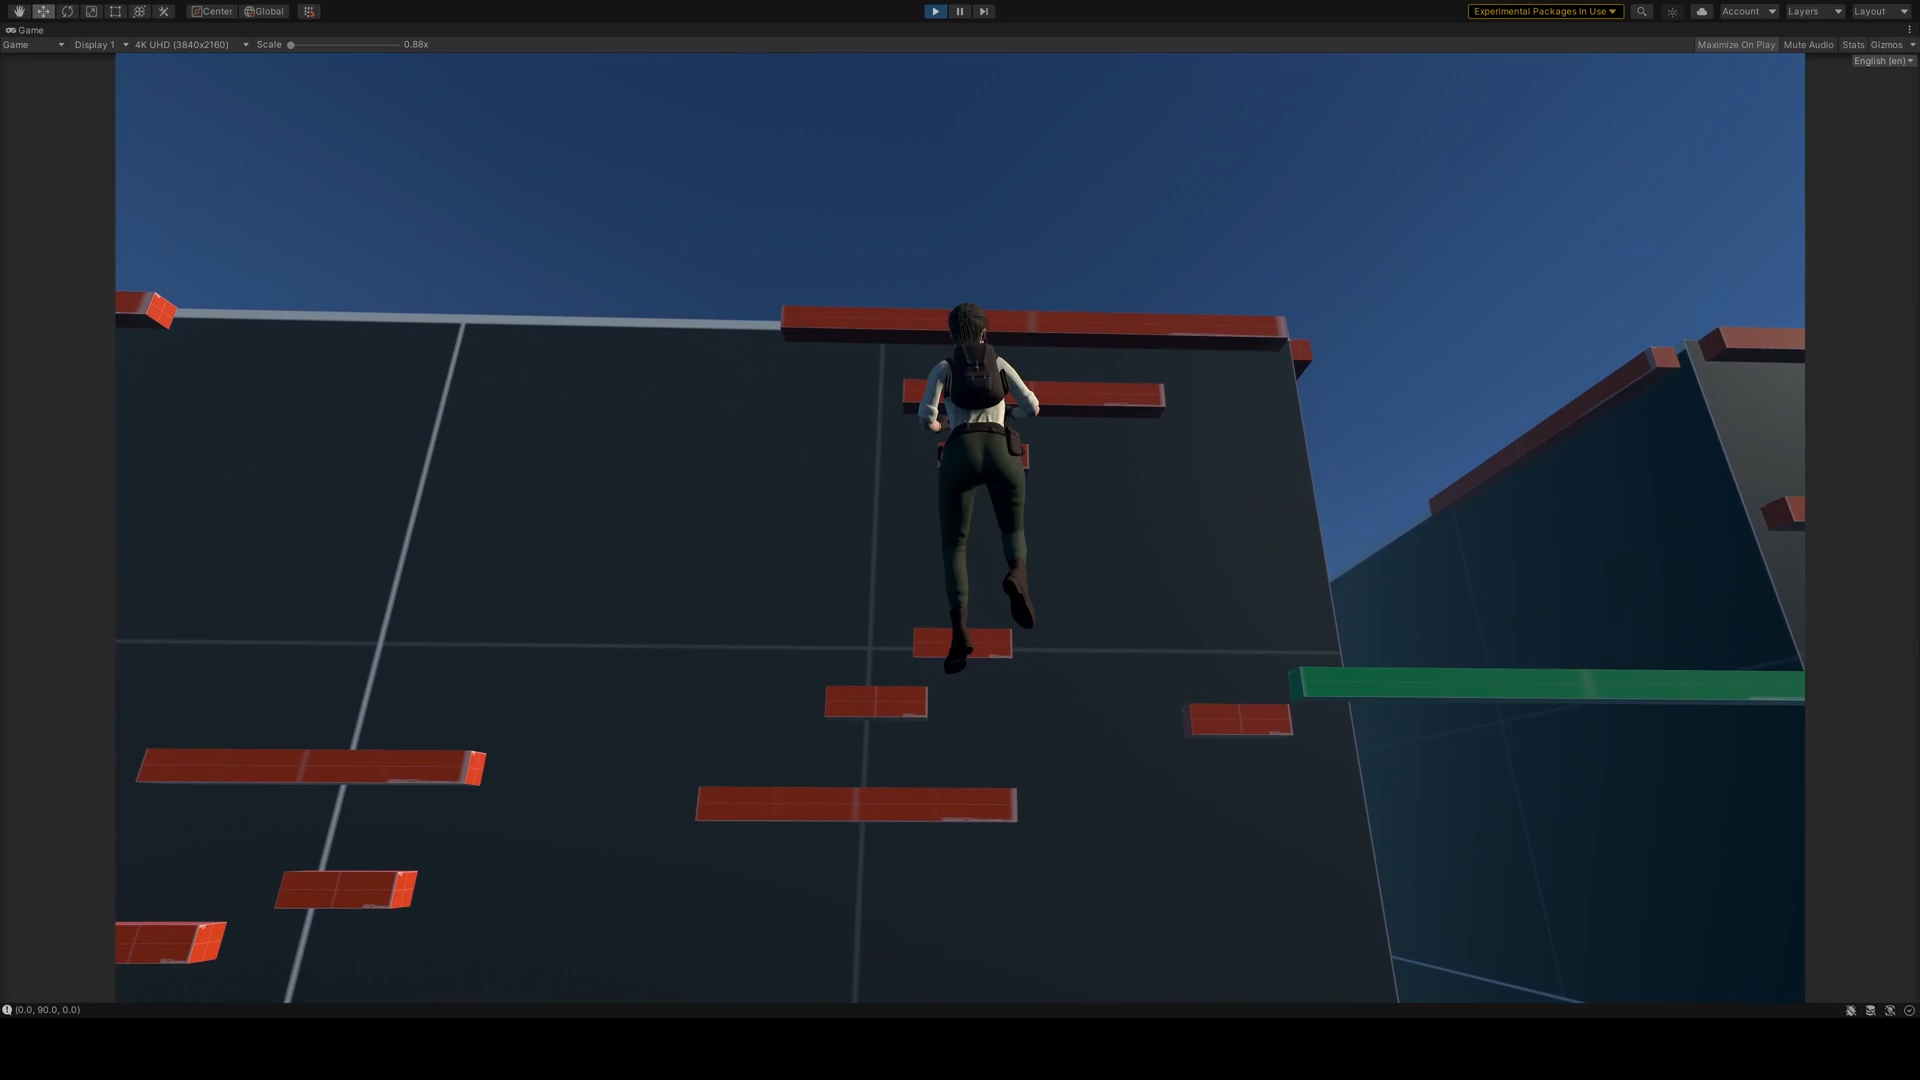 Center Global Experimental Packages In Use Account Layers Layout
Game
Game Display 1 4K UHD (3840x2160) Scale 0.88x Maximize On Play Mute Audio Stats Gizmos
English (en)
(0.0, 90.0, 0.0)